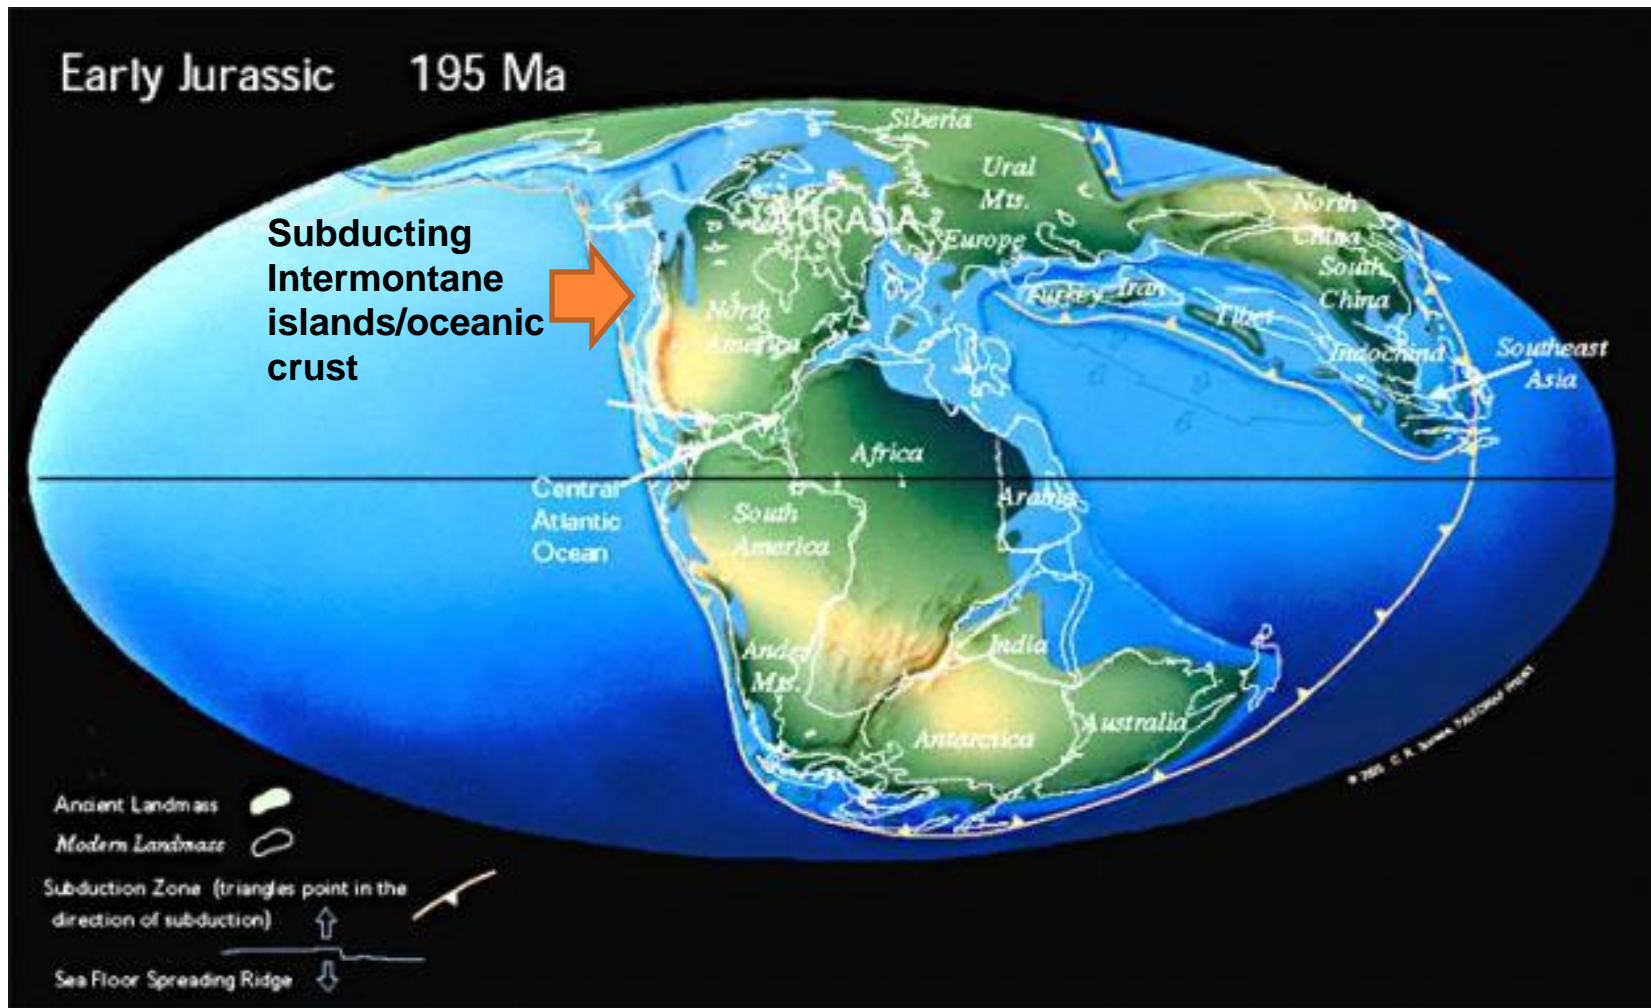 Early Jurassic 195 Ma
Siberia
Ural
Mts.
North
China
LAURASIA
Europe
Subducting
Intermontane
islands/oceanic
crust
South
China
Turkey Iran
Tibet
North
America
Indochina
Southeast
Asia
Africa
Central
Atlantic
Ocean
Arabia
South
America
India
Andes
Mts.
Australia
Antarctica
Ancient Landmass
Modern Landmass
Subduction Zone (triangles point in the
direction of subduction)
Sea Floor Spreading Ridge